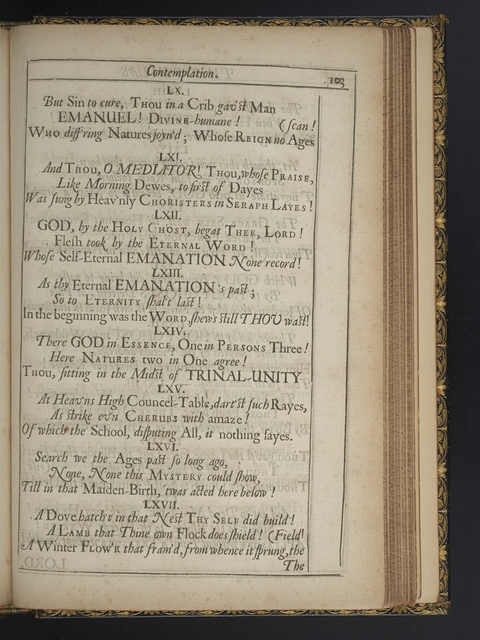 Contemplation. 105
LX.
But Sin to cure, THOU in a Crib gav'st Man
EMANUEL! DIVINE-humane! (scan!
WHO diff'ring Natures joyn'd; Whose REIGN no Ages
LXI.
And THOU, O MEDIATOR! THOU, whose PRAISE,
Like Morning Dewes, to first of Dayes
Was sung by Heav'nly CHORISTERS in SERAPH LAYES!
LXII.
GOD, by the HOLY GHOST, begat THEE, LORD!
Flesh took by the ETERNAL WORD!
Whose Self-Eternal EMANATION None record!
LXIII.
As thy Eternal EMANATION's past;
So to ETERNITY shal't last!
In the beginning was the WORD, shews still THOU wast!
LXIV.
There GOD in ESSENCE, One in PERSONS Three!
Here NATURES two in One agree!
THOU, sitting in the Midst of TRINAL-UNITY
LXV.
At Heav'ns High Councel-Table, dart'st such Rayes,
As strike ev'n CHERUBS with amaze!
Of which the School, disputing All, it nothing sayes.
LXVI.
Search we the Ages past so long ago,
None, None this MYSTERY could show,
Till in that Maiden-Birth, 'twas acted here below!
LXVII.
A Dove hatch't in that Nest THY SELF did build!
A LAMB that Thine own Flock does shield! (Field!
A Winter FLOW'R that fram'd, from whence it sprung, the
The